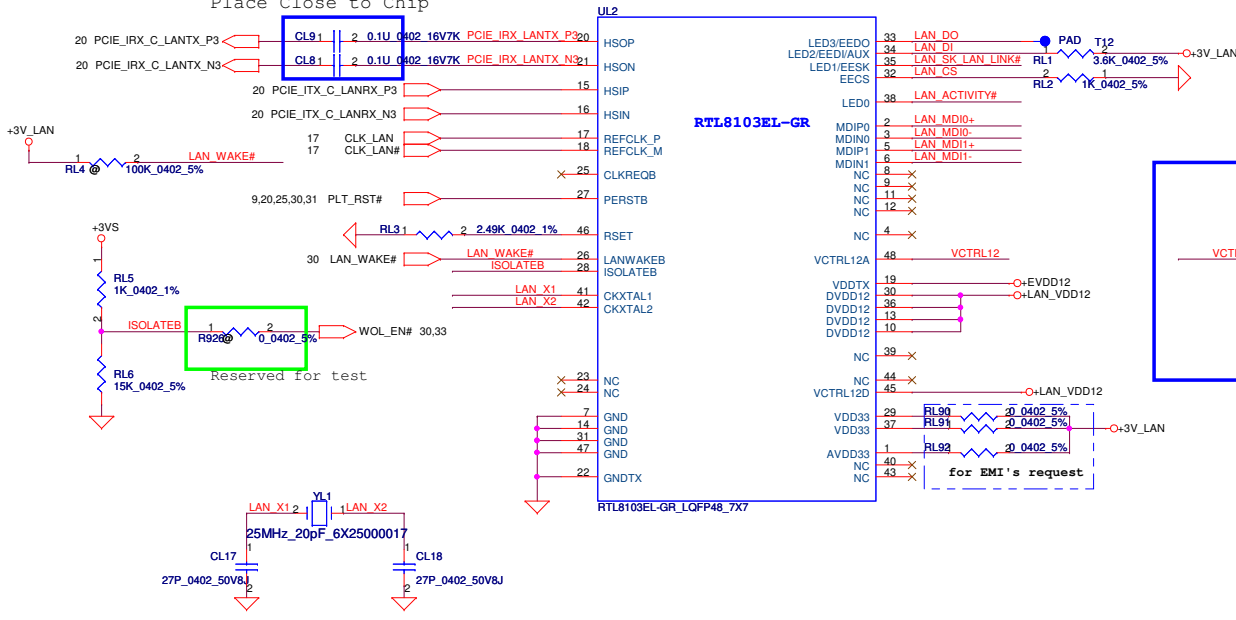 Place Close to Chip
UL2
20 PCIE_IRX_C_LANTX_P3 CL9 1 2 0.1U_0402_16V7K PCIE_IRX_LANTX_P3 20 HSOP
20 PCIE_IRX_C_LANTX_N3 CL8 1 2 0.1U_0402_16V7K PCIE_IRX_LANTX_N3 21 HSON
20 PCIE_ITX_C_LANRX_P3 15 HSIP
20 PCIE_ITX_C_LANRX_N3 16 HSIN
17 CLK_LAN 17 REFCLK_P
17 CLK_LAN# 18 REFCLK_M
+3V_LAN
1 2 LAN_WAKE#
RL4 @ 100K_0402_5%
25 CLKREQB
9,20,25,30,31 PLT_RST# 27 PERSTB
RL3 1 2 2.49K_0402_1% 46 RSET
30 LAN_WAKE# LAN_WAKE# 26 LANWAKEB
ISOLATEB 28 ISOLATEB
LAN_X1 41 CKXTAL1
LAN_X2 42 CKXTAL2
+3VS
1
RL5
1K_0402_1%
2
ISOLATEB 1 2 WOL_EN# 30,33
R926@ 0_0402_5%
Reserved for test
RL6
15K_0402_5%
23 NC
24 NC
7 GND
14 GND
31 GND
47 GND
22 GNDTX
RTL8103EL-GR
LED3/EEDO 33 LAN_DO PAD T12
LED2/EEDI/AUX 34 LAN_DI RL1 3.6K_0402_5% +3V_LAN
LED1/EESK 35 LAN_SK_LAN_LINK#
EECS 32 LAN_CS 2 1
RL2 1K_0402_5%
LED0 38 LAN_ACTIVITY#
MDIP0 2 LAN_MDI0+
MDIN0 3 LAN_MDI0-
MDIP1 5 LAN_MDI1+
MDIN1 6 LAN_MDI1-
NC 8
NC 9
NC 11
NC 12
NC 4
VCTRL12A 48 VCTRL12
VDDTX 19 +EVDD12
DVDD12 30 +LAN_VDD12
DVDD12 36
DVDD12 13
DVDD12 10
NC 39
NC 44
VCTRL12D 45 +LAN_VDD12
VDD33 29 RL90 2 0_0402_5%
VDD33 37 RL91 2 0_0402_5% +3V_LAN
AVDD33 1 RL92 2 0_0402_5%
NC 40
NC 43
for EMI's request
RTL8103EL-GR_LQFP48_7X7
YL1
LAN_X1 2 1 LAN_X2
25MHz_20pF_6X25000017
1 1
CL17 CL18
27P_0402_50V8J 27P_0402_50V8J
2 2